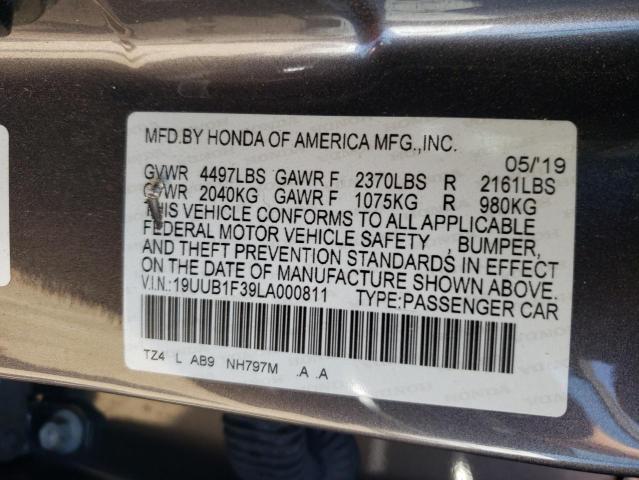 MFD.BY HONDA OF AMERICA MFG.,INC.
05/'19
GVWR 4497LBS GAWR F 2370LBS R 2161LBS
GVWR 2040KG GAWR F 1075KG R 980KG
THIS VEHICLE CONFORMS TO ALL APPLICABLE
FEDERAL MOTOR VEHICLE SAFETY , BUMPER,
AND THEFT PREVENTION STANDARDS IN EFFECT
ON THE DATE OF MANUFACTURE SHOWN ABOVE.
V.I.N.:19UUB1F39LA000811 TYPE:PASSENGER CAR
TZ4 L AB9 NH797M .A .A